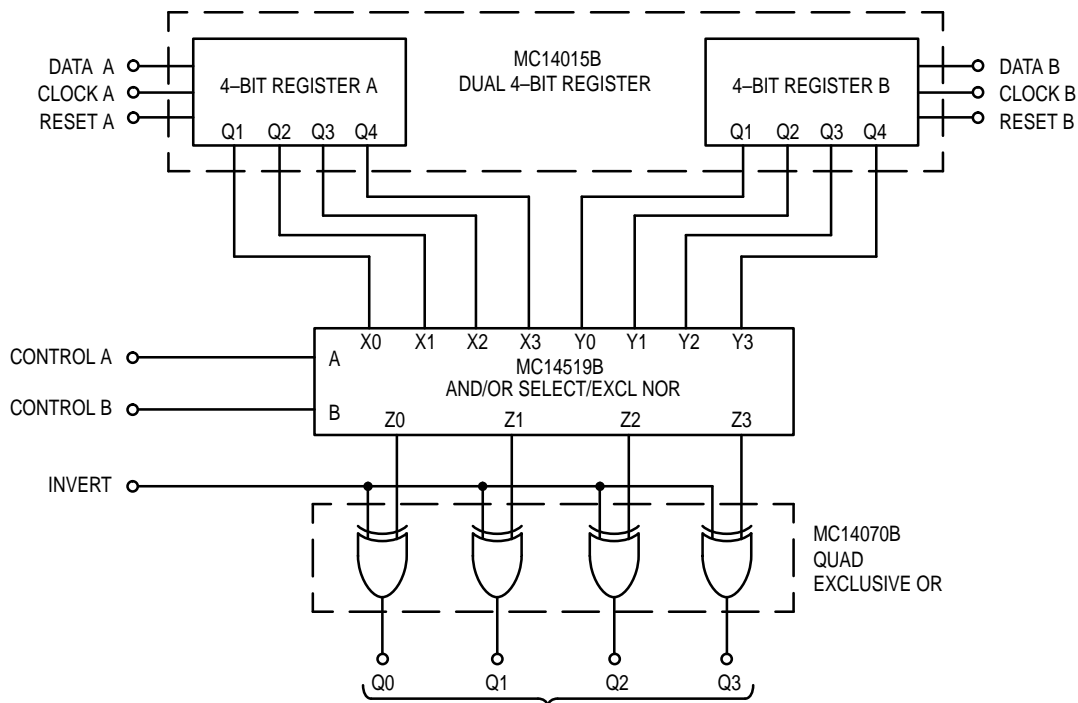 DATA A
CLOCK A
RESET A
4–BIT REGISTER A
Q1 Q2 Q3 Q4
MC14015B
DUAL 4–BIT REGISTER
4–BIT REGISTER B
Q1 Q2 Q3 Q4
DATA B
CLOCK B
RESET B
X0 X1 X2 X3 Y0 Y1 Y2 Y3
CONTROL A
A
MC14519B
AND/OR SELECT/EXCL NOR
CONTROL B
B
Z0 Z1 Z2 Z3
INVERT
MC14070B
QUAD
EXCLUSIVE OR
Q0 Q1 Q2 Q3